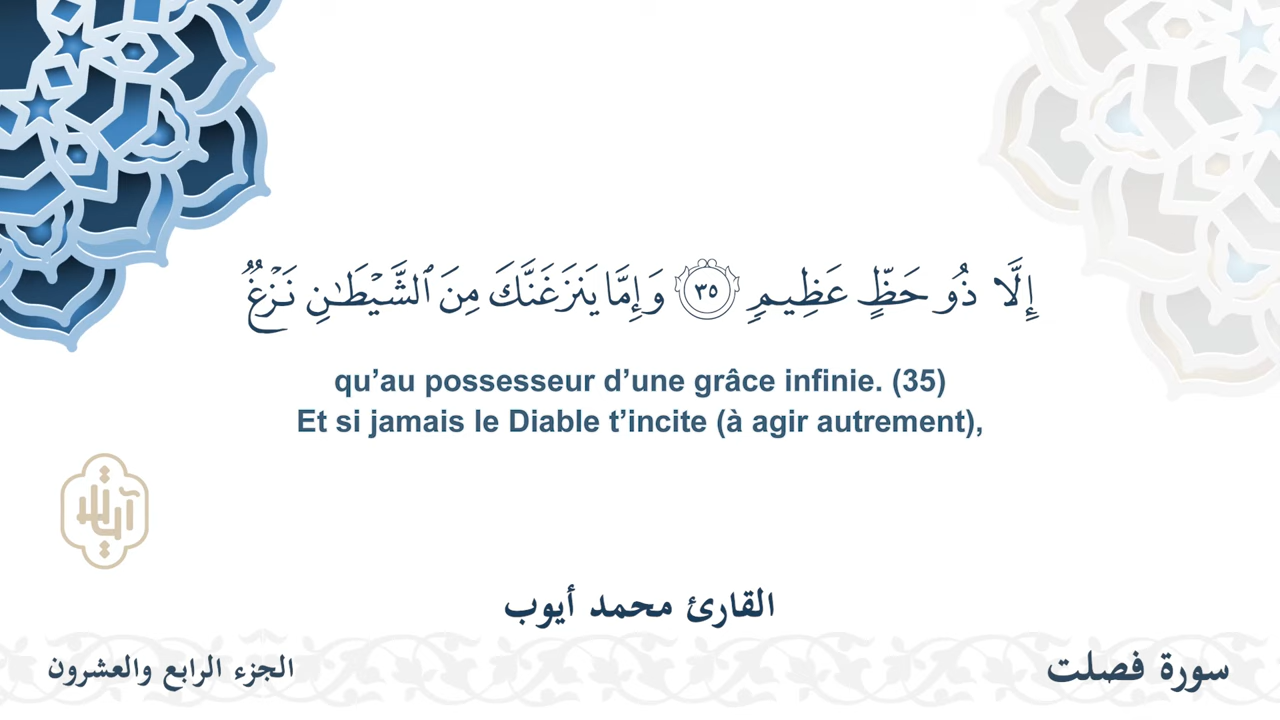 إِلَّا ذُو حَظٍّ عَظِيمٍ ٣٥ وَإِمَّا يَنزَغَنَّكَ مِنَ ٱلشَّيْطَـٰنِ نَزْغٌ
qu’au possesseur d’une grâce infinie. (35)
Et si jamais le Diable t’incite (à agir autrement),
القارئ محمد أيوب
سورة فصلت
الجزء الرابع والعشرون